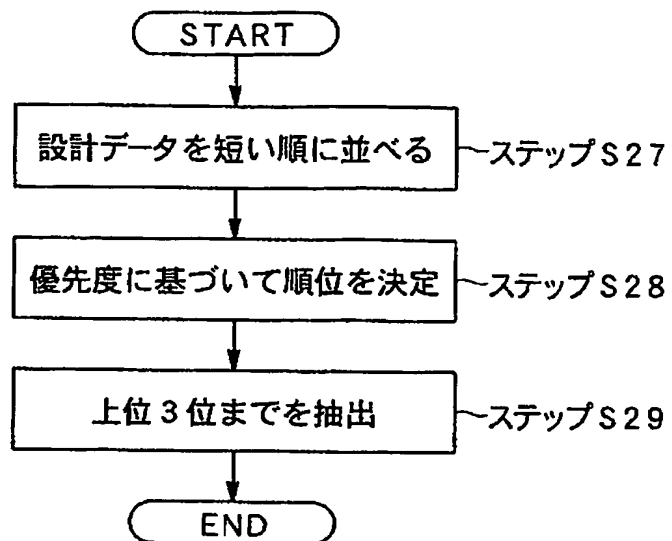 START
設計データを短い順に並べる
ステップS27
優先度に基づいて順位を決定
ステップS28
上位3位までを抽出
ステップS29
END